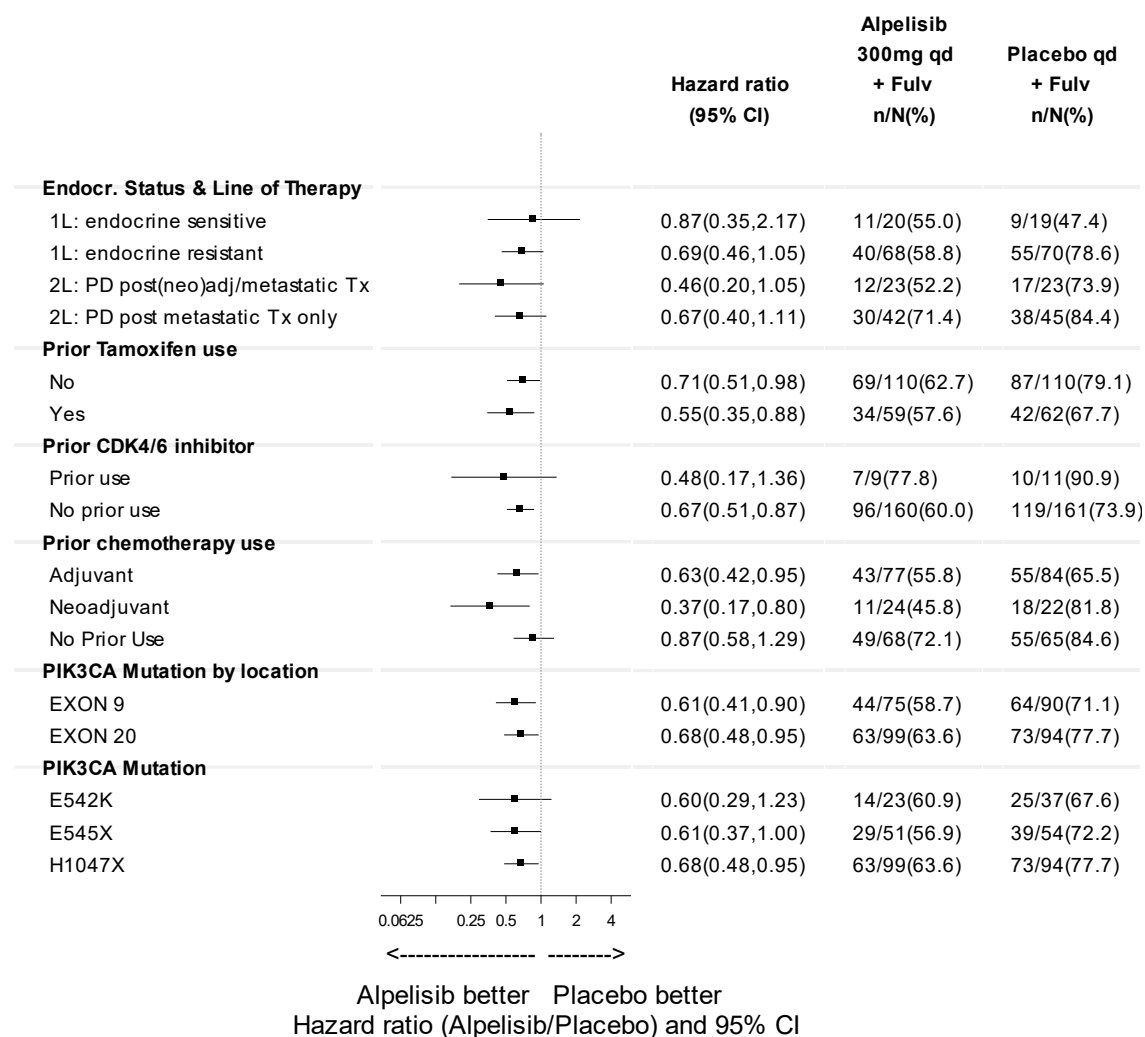 Alpelisib
300mg qd Placebo qd
Hazard ratio + Fulv + Fulv
(95% CI) n/N(%) n/N(%)
Endocr. Status & Line of Therapy
1L: endocrine sensitive 0.87(0.35,2.17) 11/20(55.0) 9/19(47.4)
1L: endocrine resistant 0.69(0.46,1.05) 40/68(58.8) 55/70(78.6)
2L: PD post(neo)adj/metastatic Tx 0.46(0.20,1.05) 12/23(52.2) 17/23(73.9)
2L: PD post metastatic Tx only 0.67(0.40,1.11) 30/42(71.4) 38/45(84.4)
Prior Tamoxifen use
No 0.71(0.51,0.98) 69/110(62.7) 87/110(79.1)
Yes 0.55(0.35,0.88) 34/59(57.6) 42/62(67.7)
Prior CDK4/6 inhibitor
Prior use 0.48(0.17,1.36) 7/9(77.8) 10/11(90.9)
No prior use 0.67(0.51,0.87) 96/160(60.0) 119/161(73.9)
Prior chemotherapy use
Adjuvant 0.63(0.42,0.95) 43/77(55.8) 55/84(65.5)
Neoadjuvant 0.37(0.17,0.80) 11/24(45.8) 18/22(81.8)
No Prior Use 0.87(0.58,1.29) 49/68(72.1) 55/65(84.6)
PIK3CA Mutation by location
EXON 9 0.61(0.41,0.90) 44/75(58.7) 64/90(71.1)
EXON 20 0.68(0.48,0.95) 63/99(63.6) 73/94(77.7)
PIK3CA Mutation
E542K 0.60(0.29,1.23) 14/23(60.9) 25/37(67.6)
E545X 0.61(0.37,1.00) 29/51(56.9) 39/54(72.2)
H1047X 0.68(0.48,0.95) 63/99(63.6) 73/94(77.7)
0.0625 0.25 0.5 1 2 4
<----------------- -------->
Alpelisib better Placebo better
Hazard ratio (Alpelisib/Placebo) and 95% CI